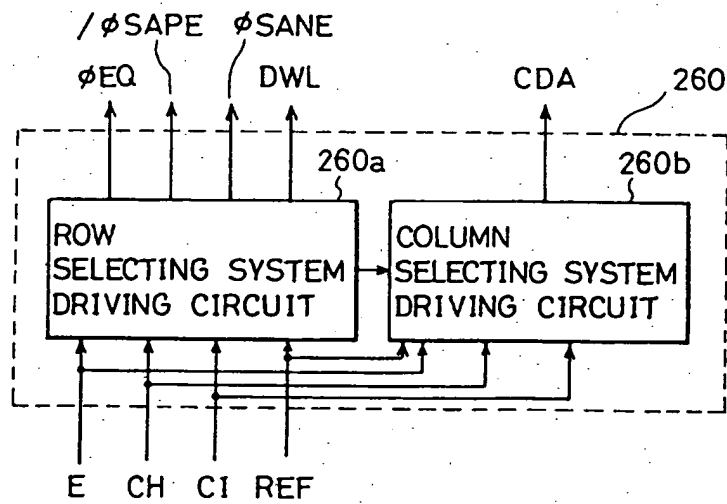 /φSAPE φSANE
φEQ DWL CDA 260
260a 260b
ROW
SELECTING SYSTEM
DRIVING CIRCUIT
COLUMN
SELECTING SYSTEM
DRIVING CIRCUIT
E CH CI REF